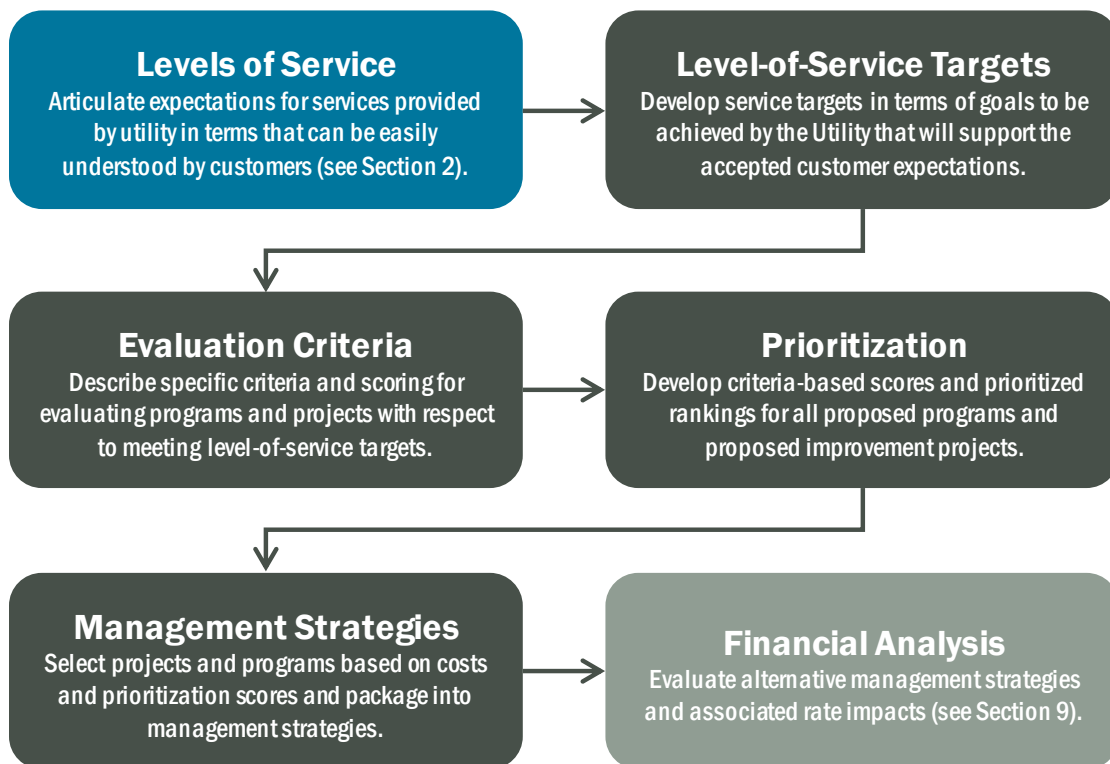 Levels of Service
Articulate expectations for services provided
by utility in terms that can be easily
understood by customers (see Section 2).
Level-of-Service Targets
Develop service targets in terms of goals to be
achieved by the Utility that will support the
accepted customer expectations.
Evaluation Criteria
Describe specific criteria and scoring for
evaluating programs and projects with respect
to meeting level-of-service targets.
Prioritization
Develop criteria-based scores and prioritized
rankings for all proposed programs and
proposed improvement projects.
Management Strategies
Select projects and programs based on costs
and prioritization scores and package into
management strategies.
Financial Analysis
Evaluate alternative management strategies
and associated rate impacts (see Section 9).